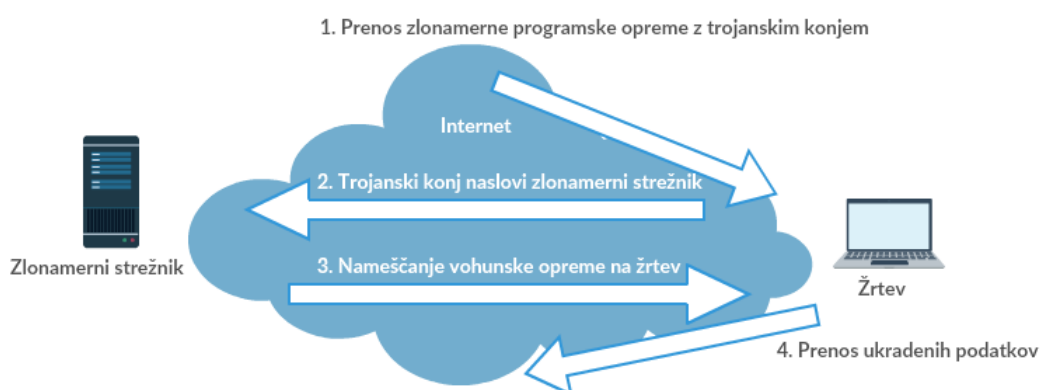 1. Prenos zlonamerne programske opreme z trojanskim konjem
Internet
2. Trojanski konj naslovi zlonamerni strežnik
Zlonamerni strežnik
3. Nameščanje vohunske opreme na žrtev
Žrtev
4. Prenos ukradenih podatkov